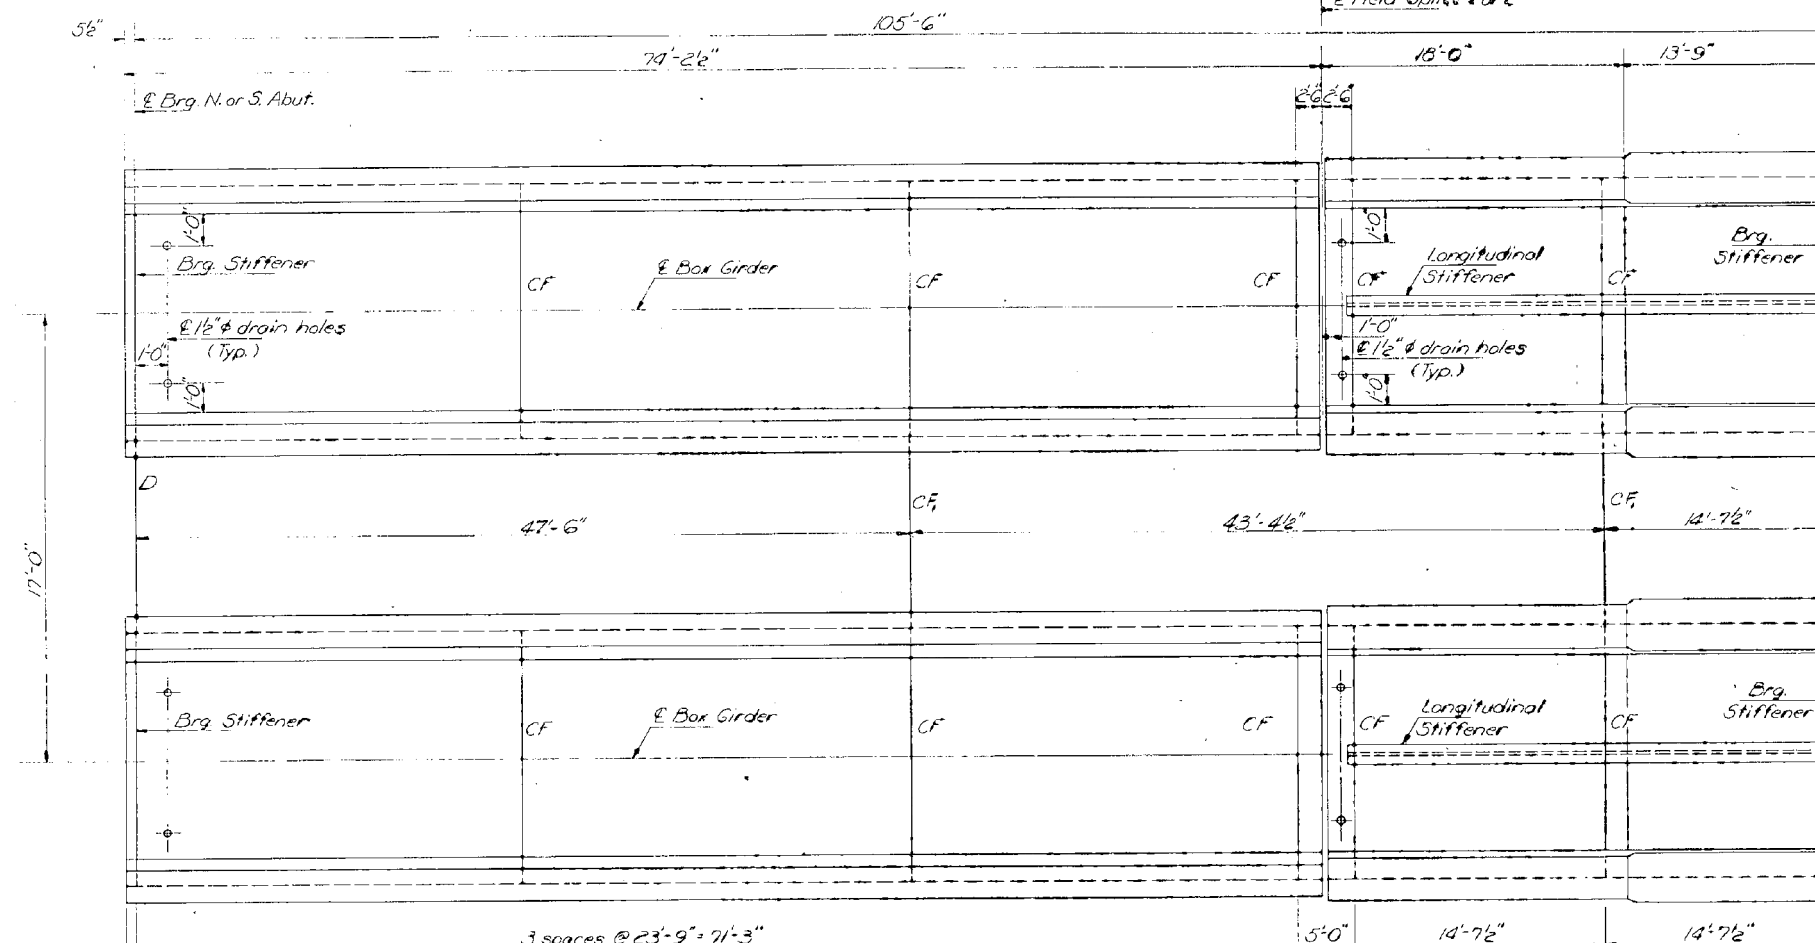 ℄ Field Splice
5½"
105'-6"
74'-2½"
18'-0"
13'-9"
℄ Brg. N. or S. Abut.
2'-6
2'-6
1'-0"
1'-0"
Brg. Stiffener
CF
℄ Box Girder
CF
CF
CF
Longitudinal
Stiffener
CF
Brg.
Stiffener
℄ 1½" ϕ drain holes
(Typ.)
1'-0"
1'-0"
1'-0"
℄ 1½" ϕ drain holes
(Typ.)
1'-0"
D
47'-6"
CF,
43'-4½"
CF,
14'-7½"
17'-0"
Brg. Stiffener
CF
℄ Box Girder
CF
CF
CF
Longitudinal
Stiffener
CF
Brg.
Stiffener
3 spaces @ 23'-9" = 71'-3"
5'-0"
14'-7½"
14'-7½"